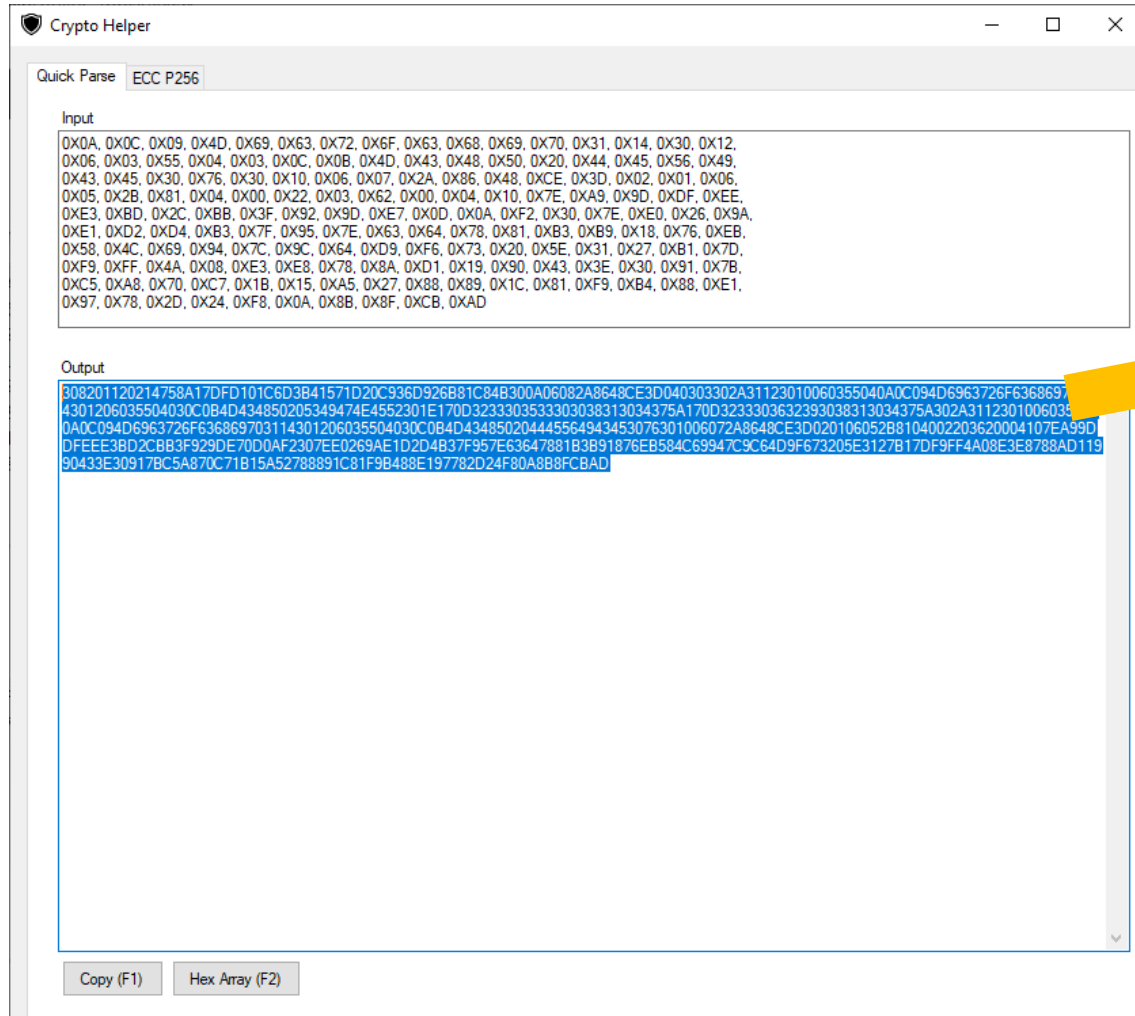 Crypto Helper
Quick Parse ECC P256
Input
0X0A, 0X0C, 0X09, 0X4D, 0X69, 0X63, 0X72, 0X6F, 0X63, 0X68, 0X69, 0X70, 0X31, 0X14, 0X30, 0X12,
0X06, 0X03, 0X55, 0X04, 0X03, 0X0C, 0X0B, 0X4D, 0X43, 0X48, 0X50, 0X20, 0X44, 0X45, 0X56, 0X49,
0X43, 0X45, 0X30, 0X76, 0X30, 0X10, 0X06, 0X07, 0X2A, 0X86, 0X48, 0XCE, 0X3D, 0X02, 0X01, 0X06,
0X05, 0X2B, 0X81, 0X04, 0X00, 0X22, 0X03, 0X62, 0X00, 0X04, 0X10, 0X7E, 0XA9, 0X9D, 0XDF, 0XEE,
0XE3, 0XBD, 0X2C, 0XBB, 0X3F, 0X92, 0X9D, 0XE7, 0X0D, 0X0A, 0XF2, 0X30, 0X7E, 0XE0, 0X26, 0X9A,
0XE1, 0XD2, 0XD4, 0XB3, 0X7F, 0X95, 0X7E, 0X63, 0X64, 0X78, 0X81, 0XB3, 0XB9, 0X18, 0X76, 0XEB,
0X58, 0X4C, 0X69, 0X94, 0X7C, 0X9C, 0X64, 0XD9, 0XF6, 0X73, 0X20, 0X5E, 0X31, 0X27, 0XB1, 0X7D,
0XF9, 0XFF, 0X4A, 0X08, 0XE3, 0XE8, 0X78, 0X8A, 0XD1, 0X19, 0X90, 0X43, 0X3E, 0X30, 0X91, 0X7B,
0XC5, 0XA8, 0X70, 0XC7, 0X1B, 0X15, 0XA5, 0X27, 0X88, 0X89, 0X1C, 0X81, 0XF9, 0XB4, 0X88, 0XE1,
0X97, 0X78, 0X2D, 0X24, 0XF8, 0X0A, 0X8B, 0X8F, 0XCB, 0XAD
Output
308201120214758A17DFD101C6D3B41571D20C936D926B81C84B300A06082A8648CE3D040303302A31123010060355040A0C094D6963726F6368697
4301206035504030C0B4D434850205349474E4552301E170D3233303533303038313034375A170D3233303632393038313034375A302A3112301006035
0A0C094D6963726F636869703114301206035504030C0B4D43485020444556494345307630100607 2A8648CE3D020106052B8104002203620004107EA99D
DFEEE3BD2CBB3F929DE70D0AF2307EE0269AE1D2D4B37F957E63647881B3B91876EB584C69947C9C64D9F673205E3127B17DF9FF4A08E3E8788AD119
90433E30917BC5A870C71B15A52788891C81F9B488E197782D24F80A8B8FCBAD
Copy (F1) Hex Array (F2)